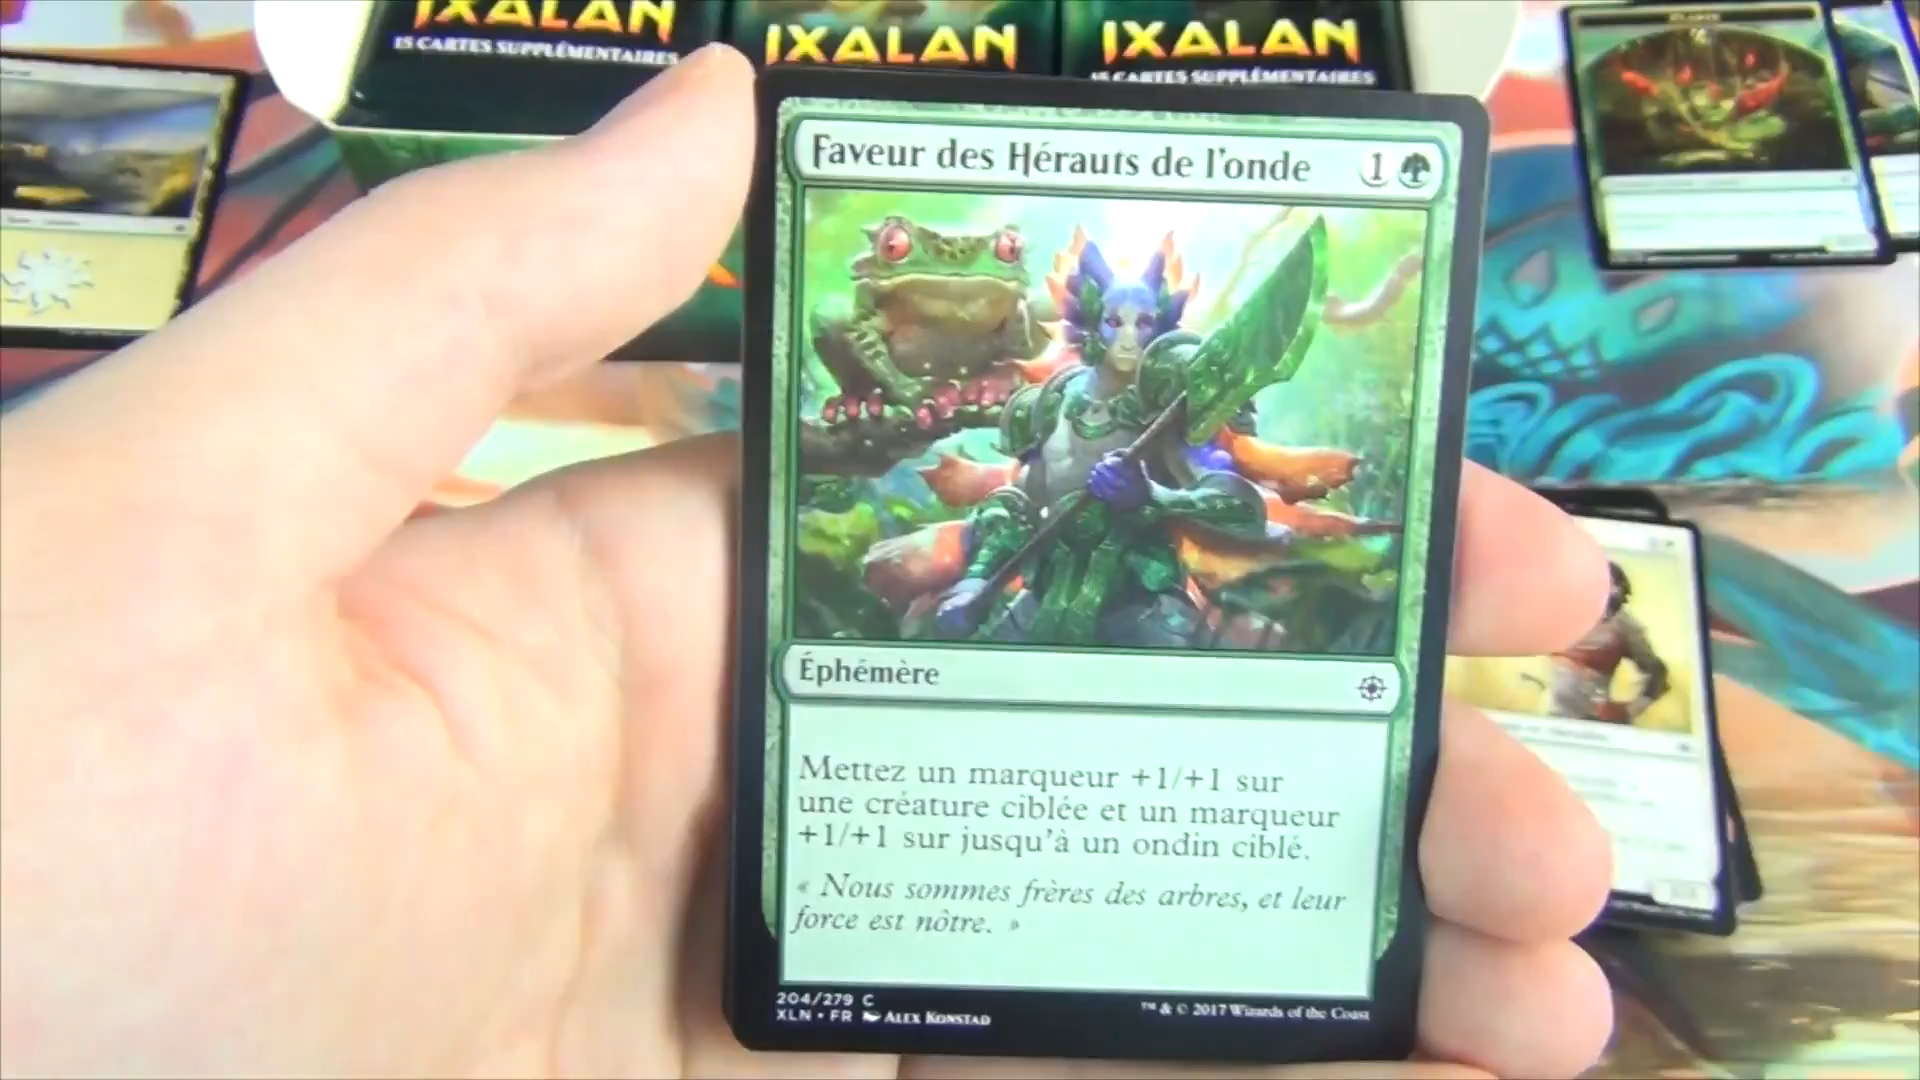 IXALAN
15 CARTES SUPPLÉMENTAIRES
IXALAN
IXALAN
15 CARTES SUPPLÉMENTAIRES
Faveur des Hérauts de l'onde 1
Éphémère
Mettez un marqueur +1/+1 sur
une créature ciblée et un marqueur
+1/+1 sur jusqu'à un ondin ciblé.
« Nous sommes frères des arbres, et leur
force est nôtre. »
204/279 C
XLN • FR ALEX KONSTAD
™ & © 2017 Wizards of the Coast